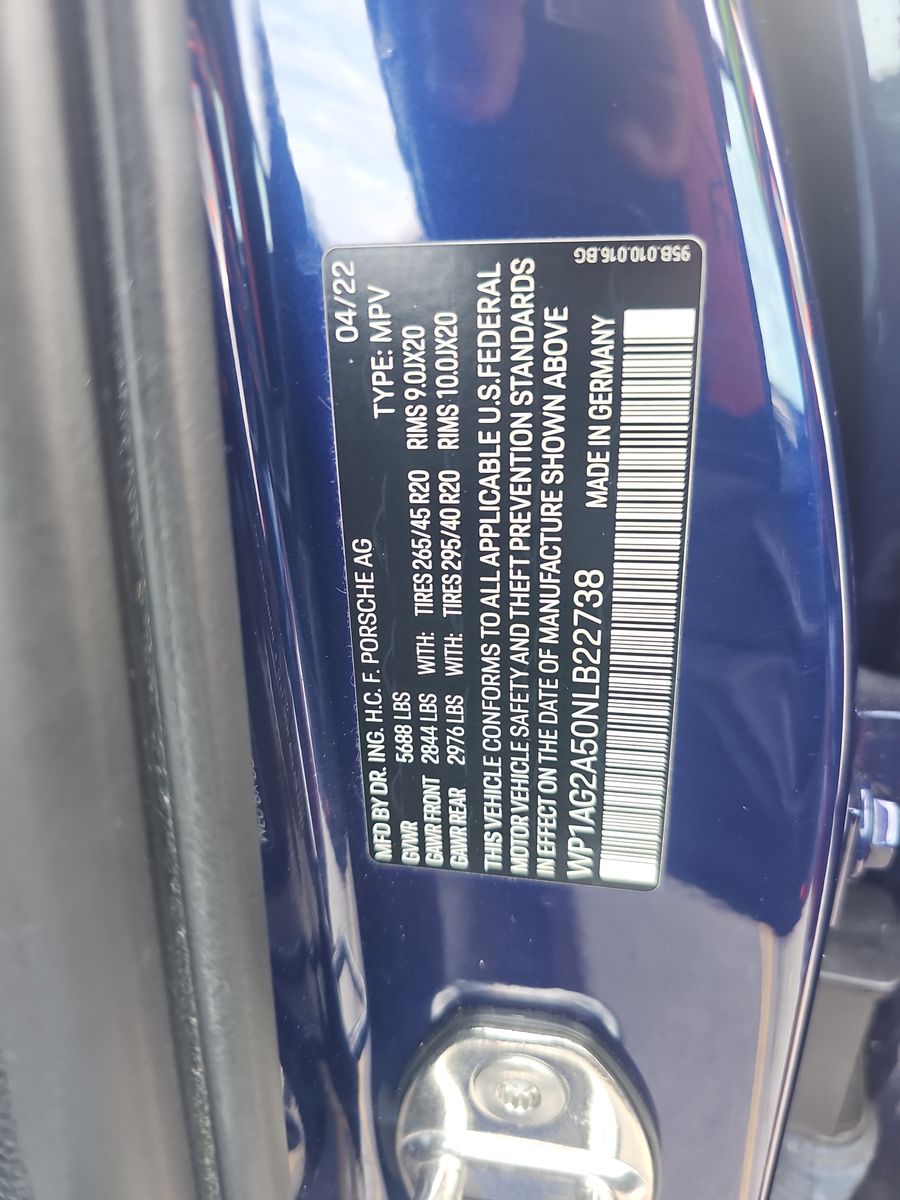 04/22
MFD BY DR. ING. H.C. F. PORSCHE AG TYPE: MPV
GVWR 5688 LBS
GAWR FRONT 2844 LBS WITH: TIRES 265/45 R20 RIMS 9.0JX20
GAWR REAR 2976 LBS WITH: TIRES 295/40 R20 RIMS 10.0JX20
THIS VEHICLE CONFORMS TO ALL APPLICABLE U.S. FEDERAL
MOTOR VEHICLE SAFETY AND THEFT PREVENTION STANDARDS
IN EFFECT ON THE DATE OF MANUFACTURE SHOWN ABOVE
WP1AG2A50NLB22738 MADE IN GERMANY
95B.010.016.BG